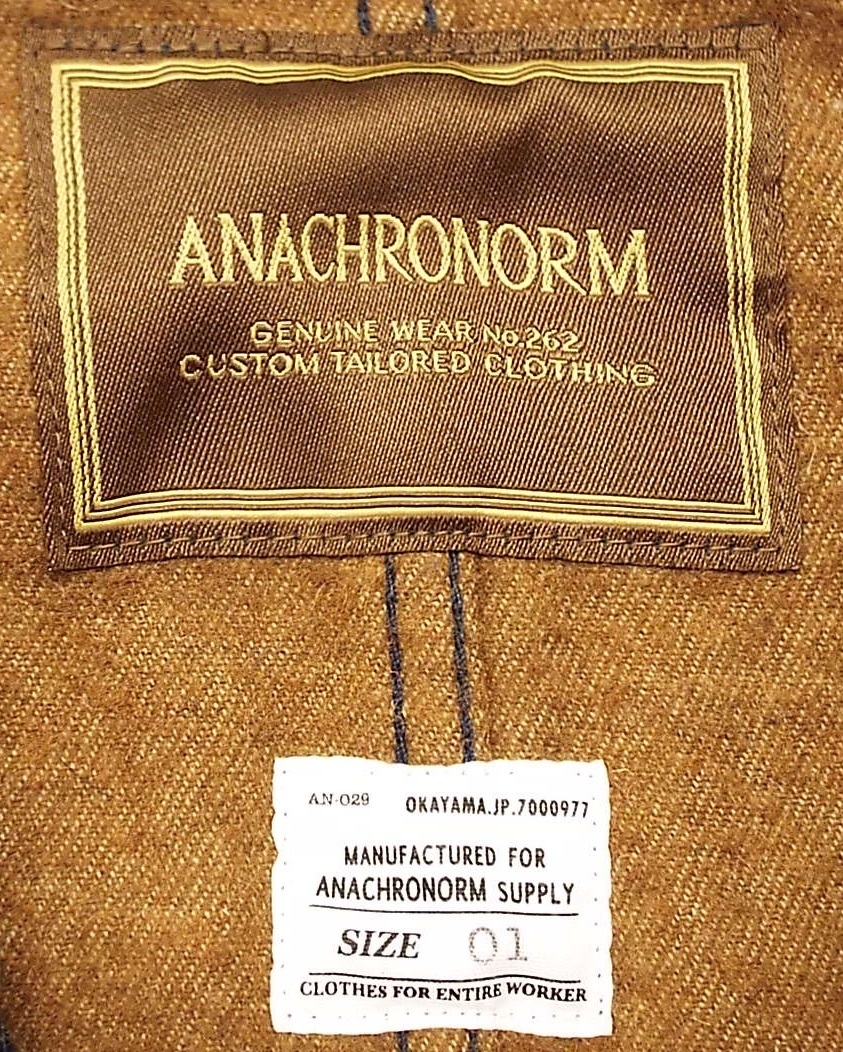 ANACHRONORM
GENUINE WEAR No.262
CUSTOM TAILORED CLOTHING
AN-029 OKAYAMA.JP.7000977
MANUFACTURED FOR
ANACHRONORM SUPPLY
SIZE 01
CLOTHES FOR ENTIRE WORKER